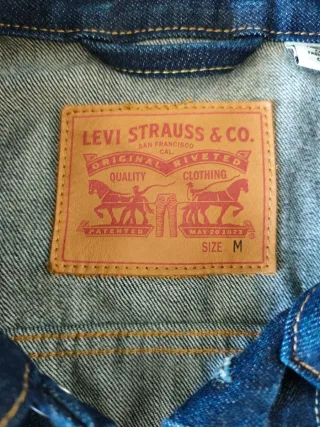 LEVI STRAUSS & CO.
SAN FRANCISCO
CAL.
ORIGINAL RIVETED
QUALITY CLOTHING
PATENTED MAY 20 1873
SIZE M